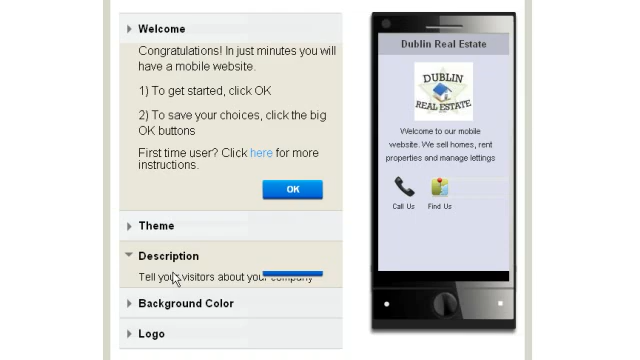 Welcome
Congratulations! In just minutes you will
have a mobile website.
1) To get started, click OK
2) To save your choices, click the big
OK buttons
First time user? Click here for more
instructions.
OK
Theme
Description
Tell your visitors about your company
Background Color
Logo
Dublin Real Estate
DUBLIN
REAL ESTATE
Welcome to our mobile
website. We sell homes, rent
properties and manage lettings
Call Us Find Us